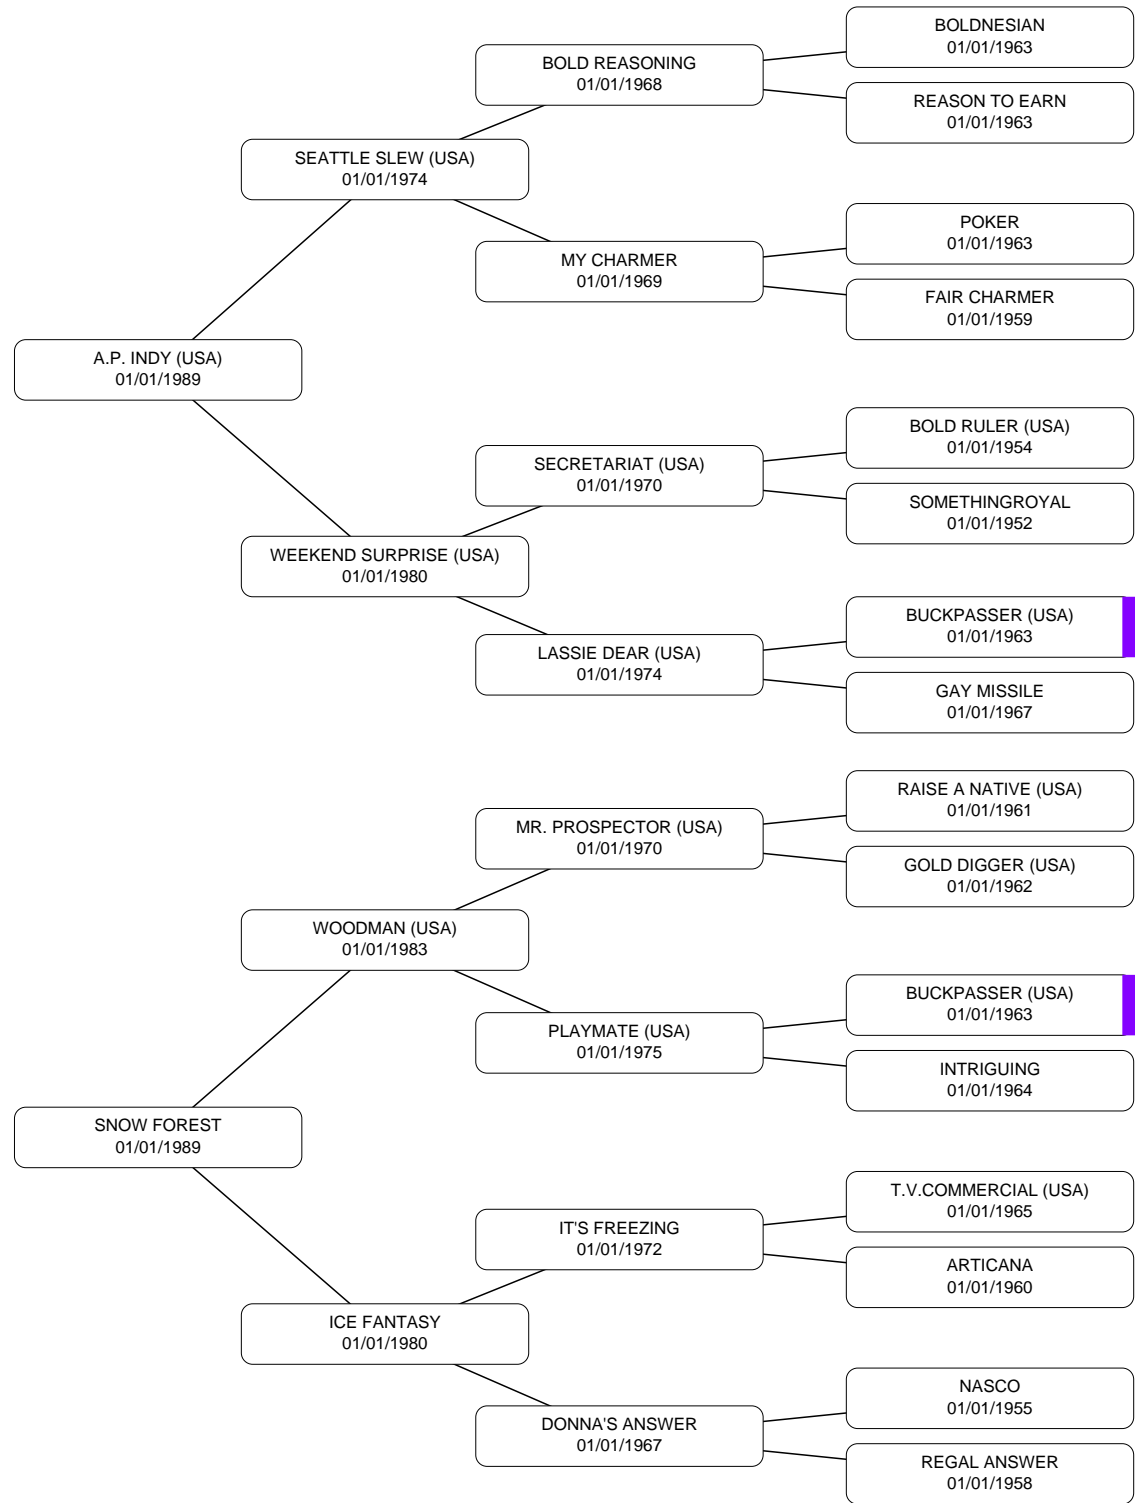 BOLDNESIAN
01/01/1963
BOLD REASONING
01/01/1968
REASON TO EARN
01/01/1963
SEATTLE SLEW (USA)
01/01/1974
POKER
01/01/1963
MY CHARMER
01/01/1969
FAIR CHARMER
01/01/1959
A.P. INDY (USA)
01/01/1989
BOLD RULER (USA)
01/01/1954
SECRETARIAT (USA)
01/01/1970
SOMETHINGROYAL
01/01/1952
WEEKEND SURPRISE (USA)
01/01/1980
BUCKPASSER (USA)
01/01/1963
LASSIE DEAR (USA)
01/01/1974
GAY MISSILE
01/01/1967
RAISE A NATIVE (USA)
01/01/1961
MR. PROSPECTOR (USA)
01/01/1970
GOLD DIGGER (USA)
01/01/1962
WOODMAN (USA)
01/01/1983
BUCKPASSER (USA)
01/01/1963
PLAYMATE (USA)
01/01/1975
INTRIGUING
01/01/1964
SNOW FOREST
01/01/1989
T.V.COMMERCIAL (USA)
01/01/1965
IT'S FREEZING
01/01/1972
ARTICANA
01/01/1960
ICE FANTASY
01/01/1980
NASCO
01/01/1955
DONNA'S ANSWER
01/01/1967
REGAL ANSWER
01/01/1958